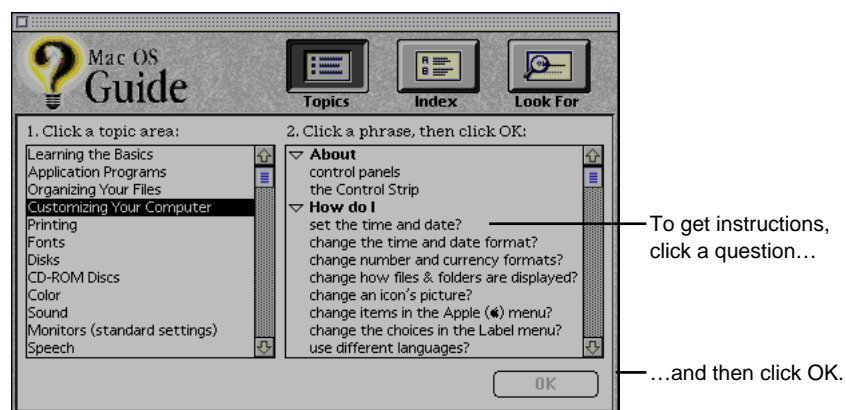 Mac OS
Guide
Topics
Index
Look For
1. Click a topic area:
Learning the Basics
Application Programs
Organizing Your Files
Customizing Your Computer
Printing
Fonts
Disks
CD-ROM Discs
Color
Sound
Monitors (standard settings)
Speech
2. Click a phrase, then click OK:
About
control panels
the Control Strip
How do I
set the time and date?
change the time and date format?
change number and currency formats?
change how files & folders are displayed?
change an icon's picture?
change items in the Apple () menu?
change the choices in the Label menu?
use different languages?
OK
To get instructions,
click a question…
…and then click OK.